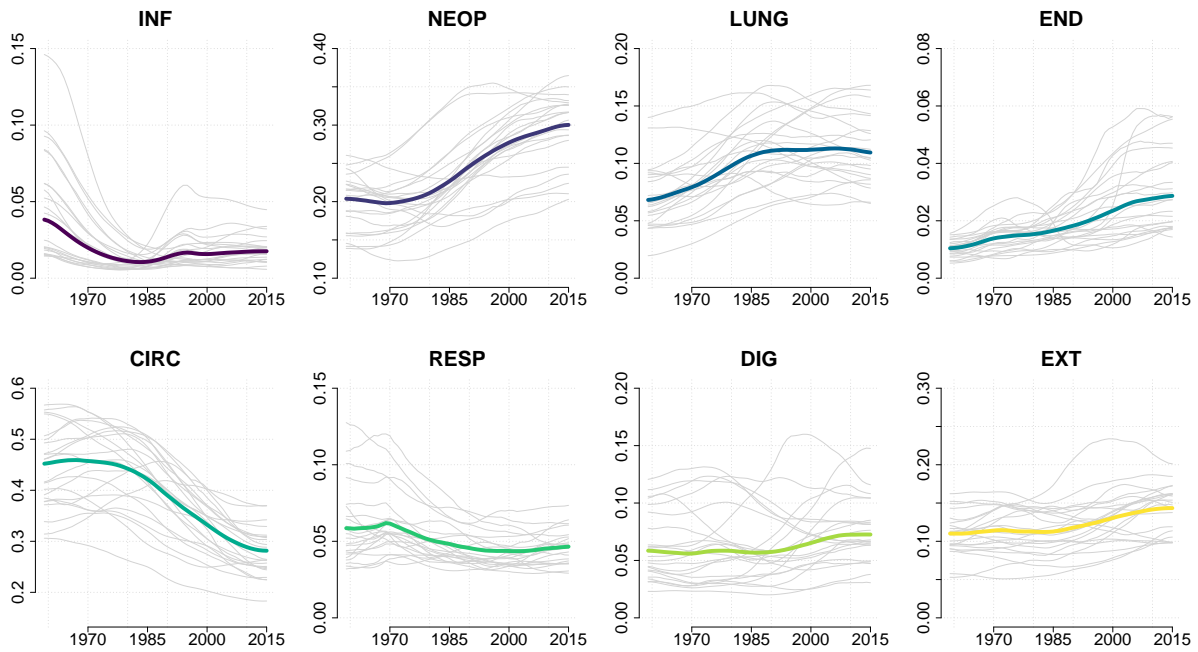 INF NEOP LUNG END
0.15 0.40 0.20 0.08
0.10 0.30 0.15 0.06
0.05 0.20 0.10 0.04
0.00 0.10 0.05 0.02
0.00 0.00
1970 1985 2000 2015 1970 1985 2000 2015 1970 1985 2000 2015 1970 1985 2000 2015
CIRC RESP DIG EXT
0.6 0.15 0.20 0.30
0.5 0.10 0.15 0.20
0.4 0.05 0.10 0.10
0.3 0.00 0.05 0.00
0.2 0.00
1970 1985 2000 2015 1970 1985 2000 2015 1970 1985 2000 2015 1970 1985 2000 2015